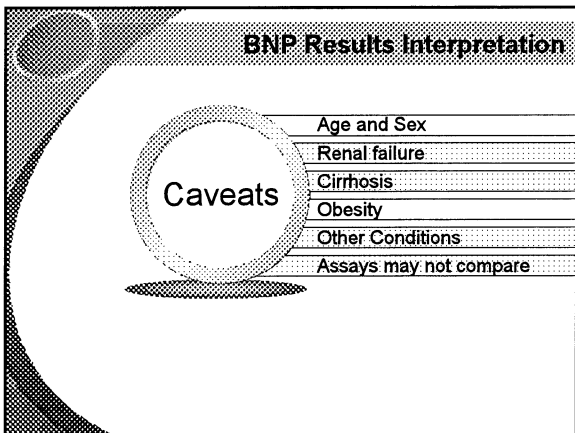 BNP Results Interpretation
Caveats
Age and Sex
Renal failure
Cirrhosis
Obesity
Other Conditions
Assays may not compare